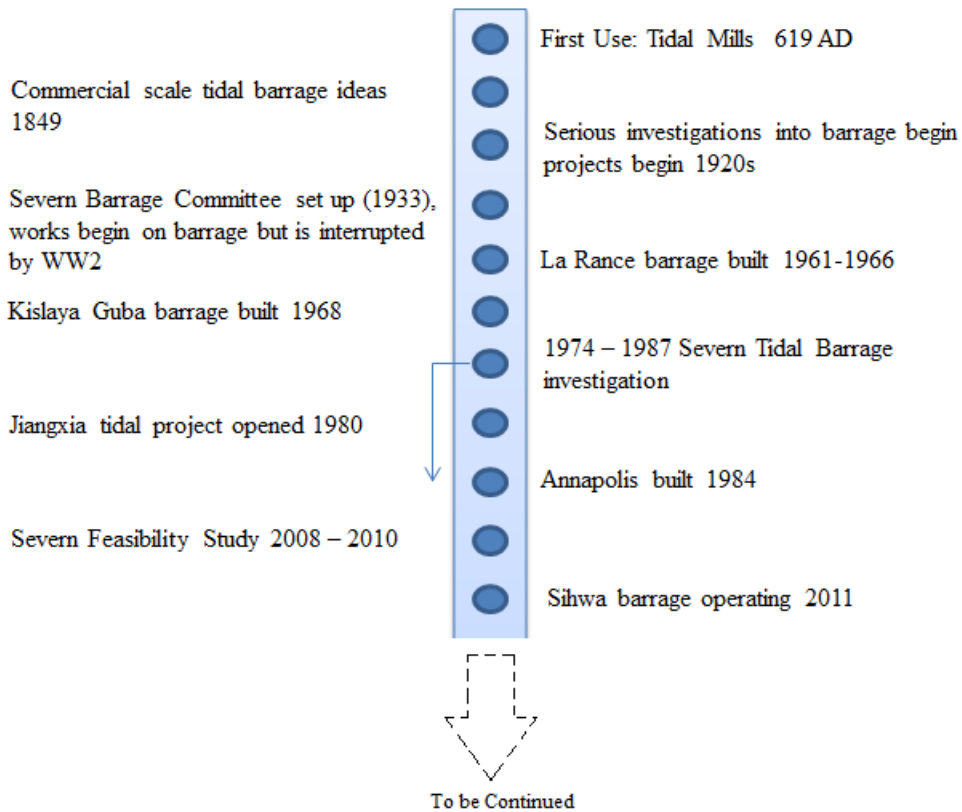 First Use: Tidal Mills 619 AD
Commercial scale tidal barrage ideas
1849
Serious investigations into barrage begin
projects begin 1920s
Severn Barrage Committee set up (1933),
works begin on barrage but is interrupted
by WW2
La Rance barrage built 1961-1966
Kislaya Guba barrage built 1968
1974 – 1987 Severn Tidal Barrage
investigation
Jiangxia tidal project opened 1980
Annapolis built 1984
Severn Feasibility Study 2008 – 2010
Sihwa barrage operating 2011
To be Continued